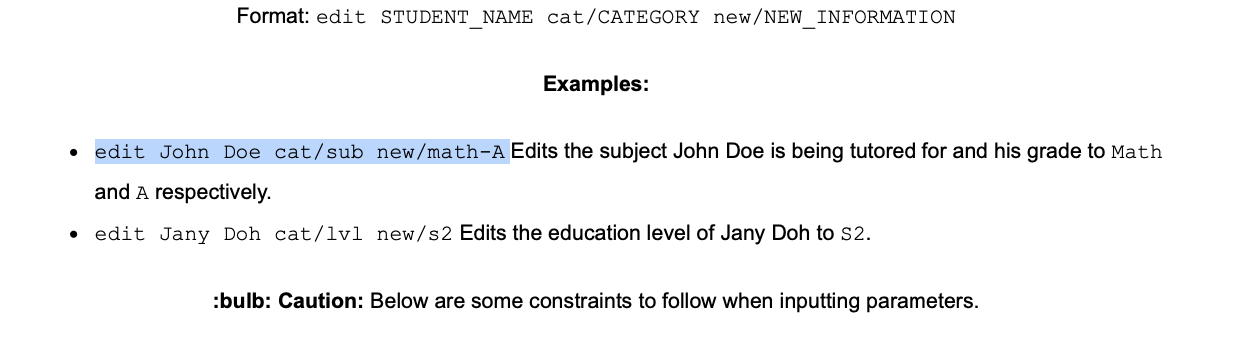 Format: edit STUDENT_NAME cat/CATEGORY new/NEW_INFORMATION
Examples:
• edit John Doe cat/sub new/math-A Edits the subject John Doe is being tutored for and his grade to Math
and A respectively.
• edit Jany Doh cat/lvl new/s2 Edits the education level of Jany Doh to S2.
:bulb: Caution: Below are some constraints to follow when inputting parameters.